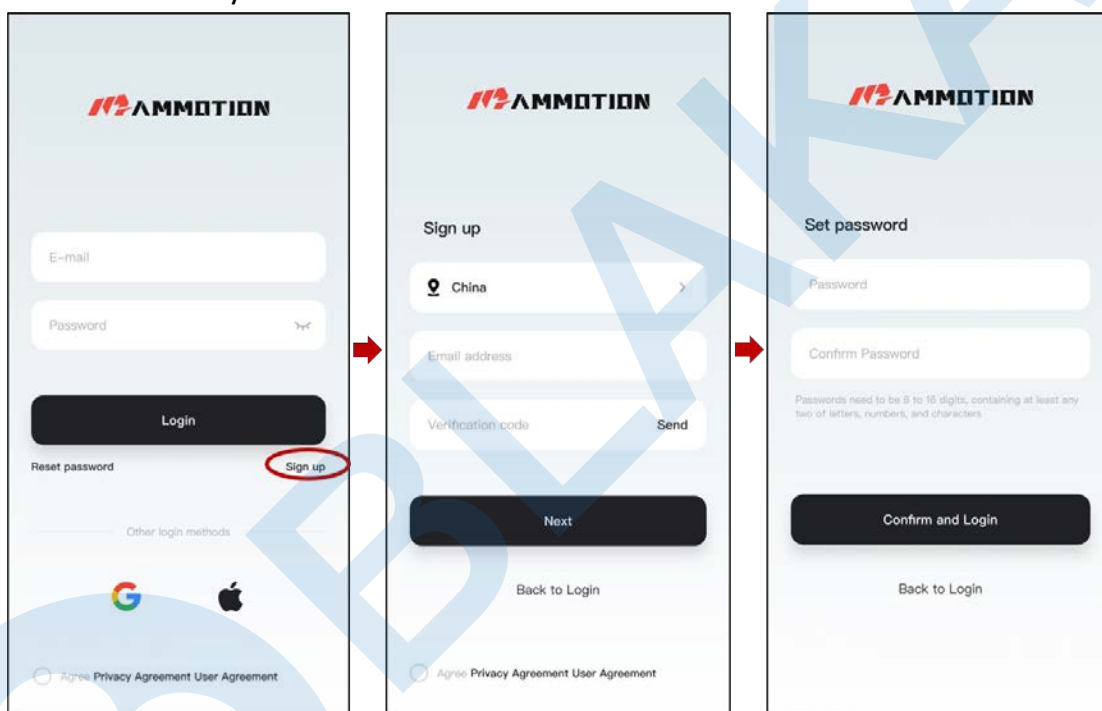 MAMMOTION
E-mail
Password
Login
Reset password
Sign up
Other login methods
Agree Privacy Agreement User Agreement
MAMMOTION
Sign up
China
Email address
Verification code
Send
Next
Back to Login
Agree Privacy Agreement User Agreement
MAMMOTION
Set password
Password
Confirm Password
Passwords need to be 8 to 16 digits, containing at least any
two of letters, numbers, and characters
Confirm and Login
Back to Login